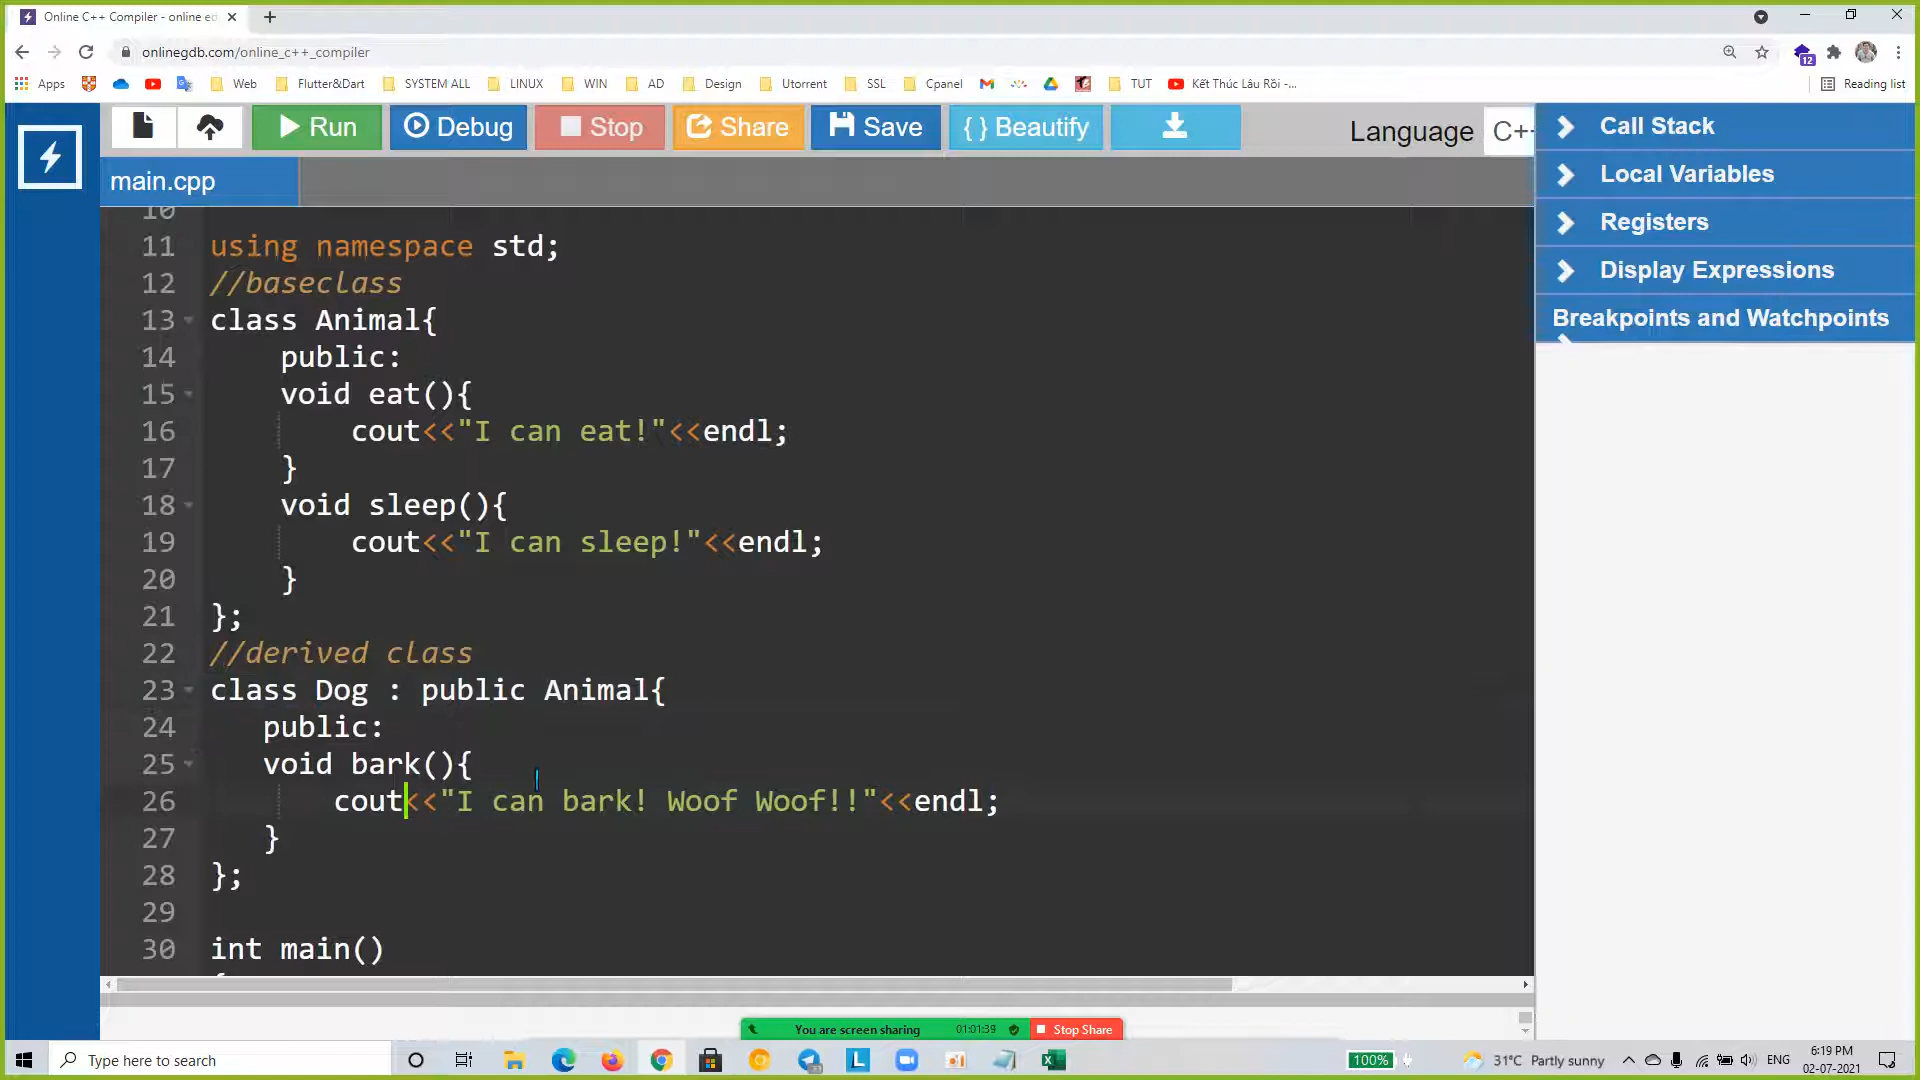 Online C++ Compiler - online ed
onlinegdb.com/online_c++_compiler
12
Apps
Web
Flutter&Dart
SYSTEM ALL
LINUX
WIN
AD
Design
Utorrent
SSL
Cpanel
TUT
Kết Thúc Lâu Rồi -...
Reading list
Run
Debug
Stop
Share
Save
{ } Beautify
Language
C++
Call Stack
Local Variables
Registers
Display Expressions
Breakpoints and Watchpoints
main.cpp
10
11 using namespace std;
12 //baseclass
13 class Animal{
14 public:
15 void eat(){
16 cout<<"I can eat!"<<endl;
17 }
18 void sleep(){
19 cout<<"I can sleep!"<<endl;
20 }
21 };
22 //derived class
23 class Dog : public Animal{
24 public:
25 void bark(){
26 cout<<"I can bark! Woof Woof!!"<<endl;
27 }
28 };
29
30 int main()
You are screen sharing
01:01:39
Stop Share
Type here to search
L
100%
31°C Partly sunny
ENG
6:19 PM
02-07-2021